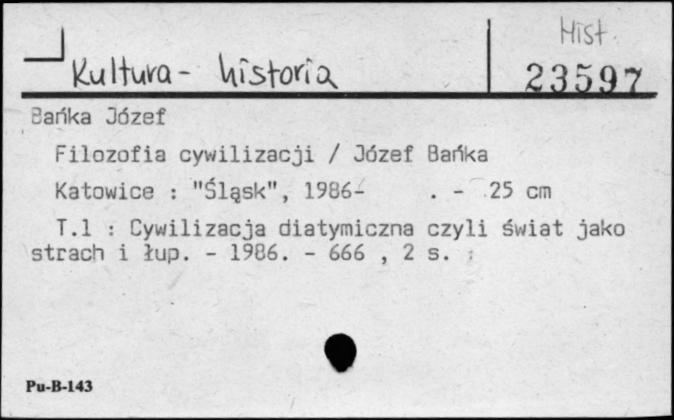 Hist.
Kultura - historia
23597
Bańka Józef
Filozofia cywilizacji / Józef Bańka
Katowice : "Śląsk", 1986- . - 25 cm
T.1 : Cywilizacja diatymiczna czyli świat jako
strach i łup. - 1986. - 666 , 2 s. ;
Pu-B-143